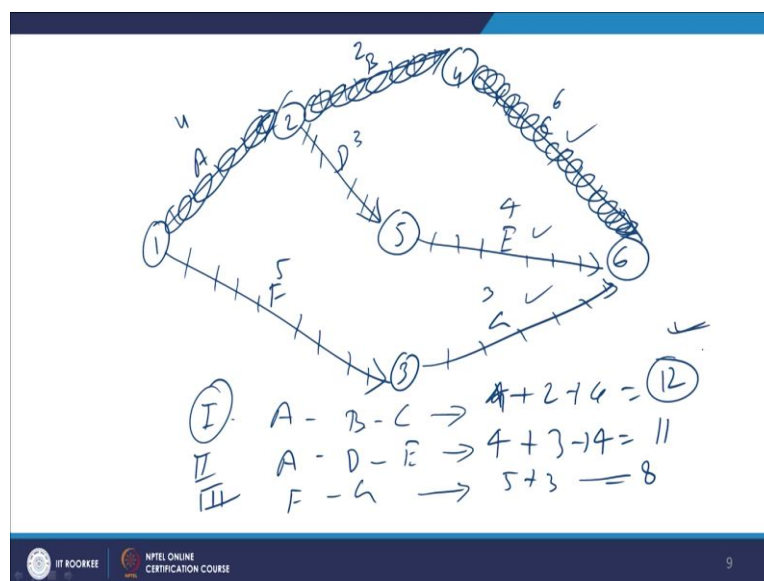 2
B
4
6
C ✓
4
A
2
D 3
5
4
E ✓
1
6
5
F
3
G ✓
3
✓
I. A - B - C → 4 + 2 + 6 = 12
II A - D - E → 4 + 3 + 4 = 11
III F - G → 5 + 3 = 8
IIT ROORKEE
NPTEL ONLINE
CERTIFICATION COURSE
9